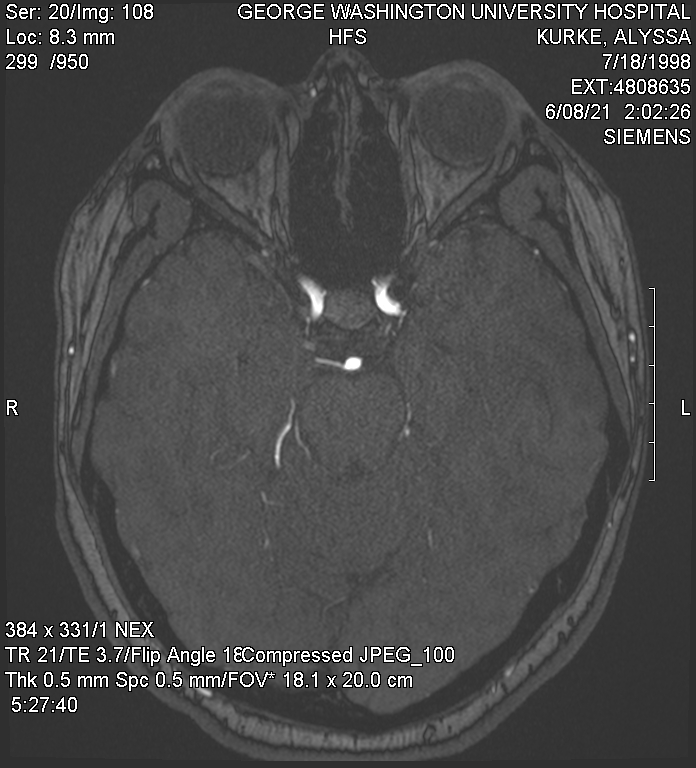 Ser: 20/Img: 108
Loc: 8.3 mm
299 /950
GEORGE WASHINGTON UNIVERSITY HOSPITAL
HFS
KURKE, ALYSSA
7/18/1998
EXT:4808635
6/08/21 2:02:26
SIEMENS
R
L
384 x 331/1 NEX
TR 21/TE 3.7/Flip Angle 18Compressed JPEG_100
Thk 0.5 mm Spc 0.5 mm/FOV* 18.1 x 20.0 cm
5:27:40